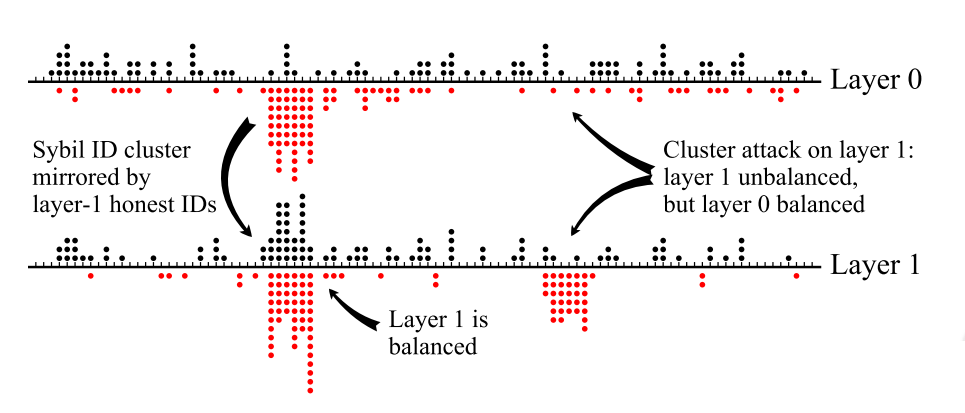 Layer 0
Sybil ID cluster
mirrored by
layer-1 honest IDs
Cluster attack on layer 1:
layer 1 unbalanced,
but layer 0 balanced
Layer 1
Layer 1 is
balanced